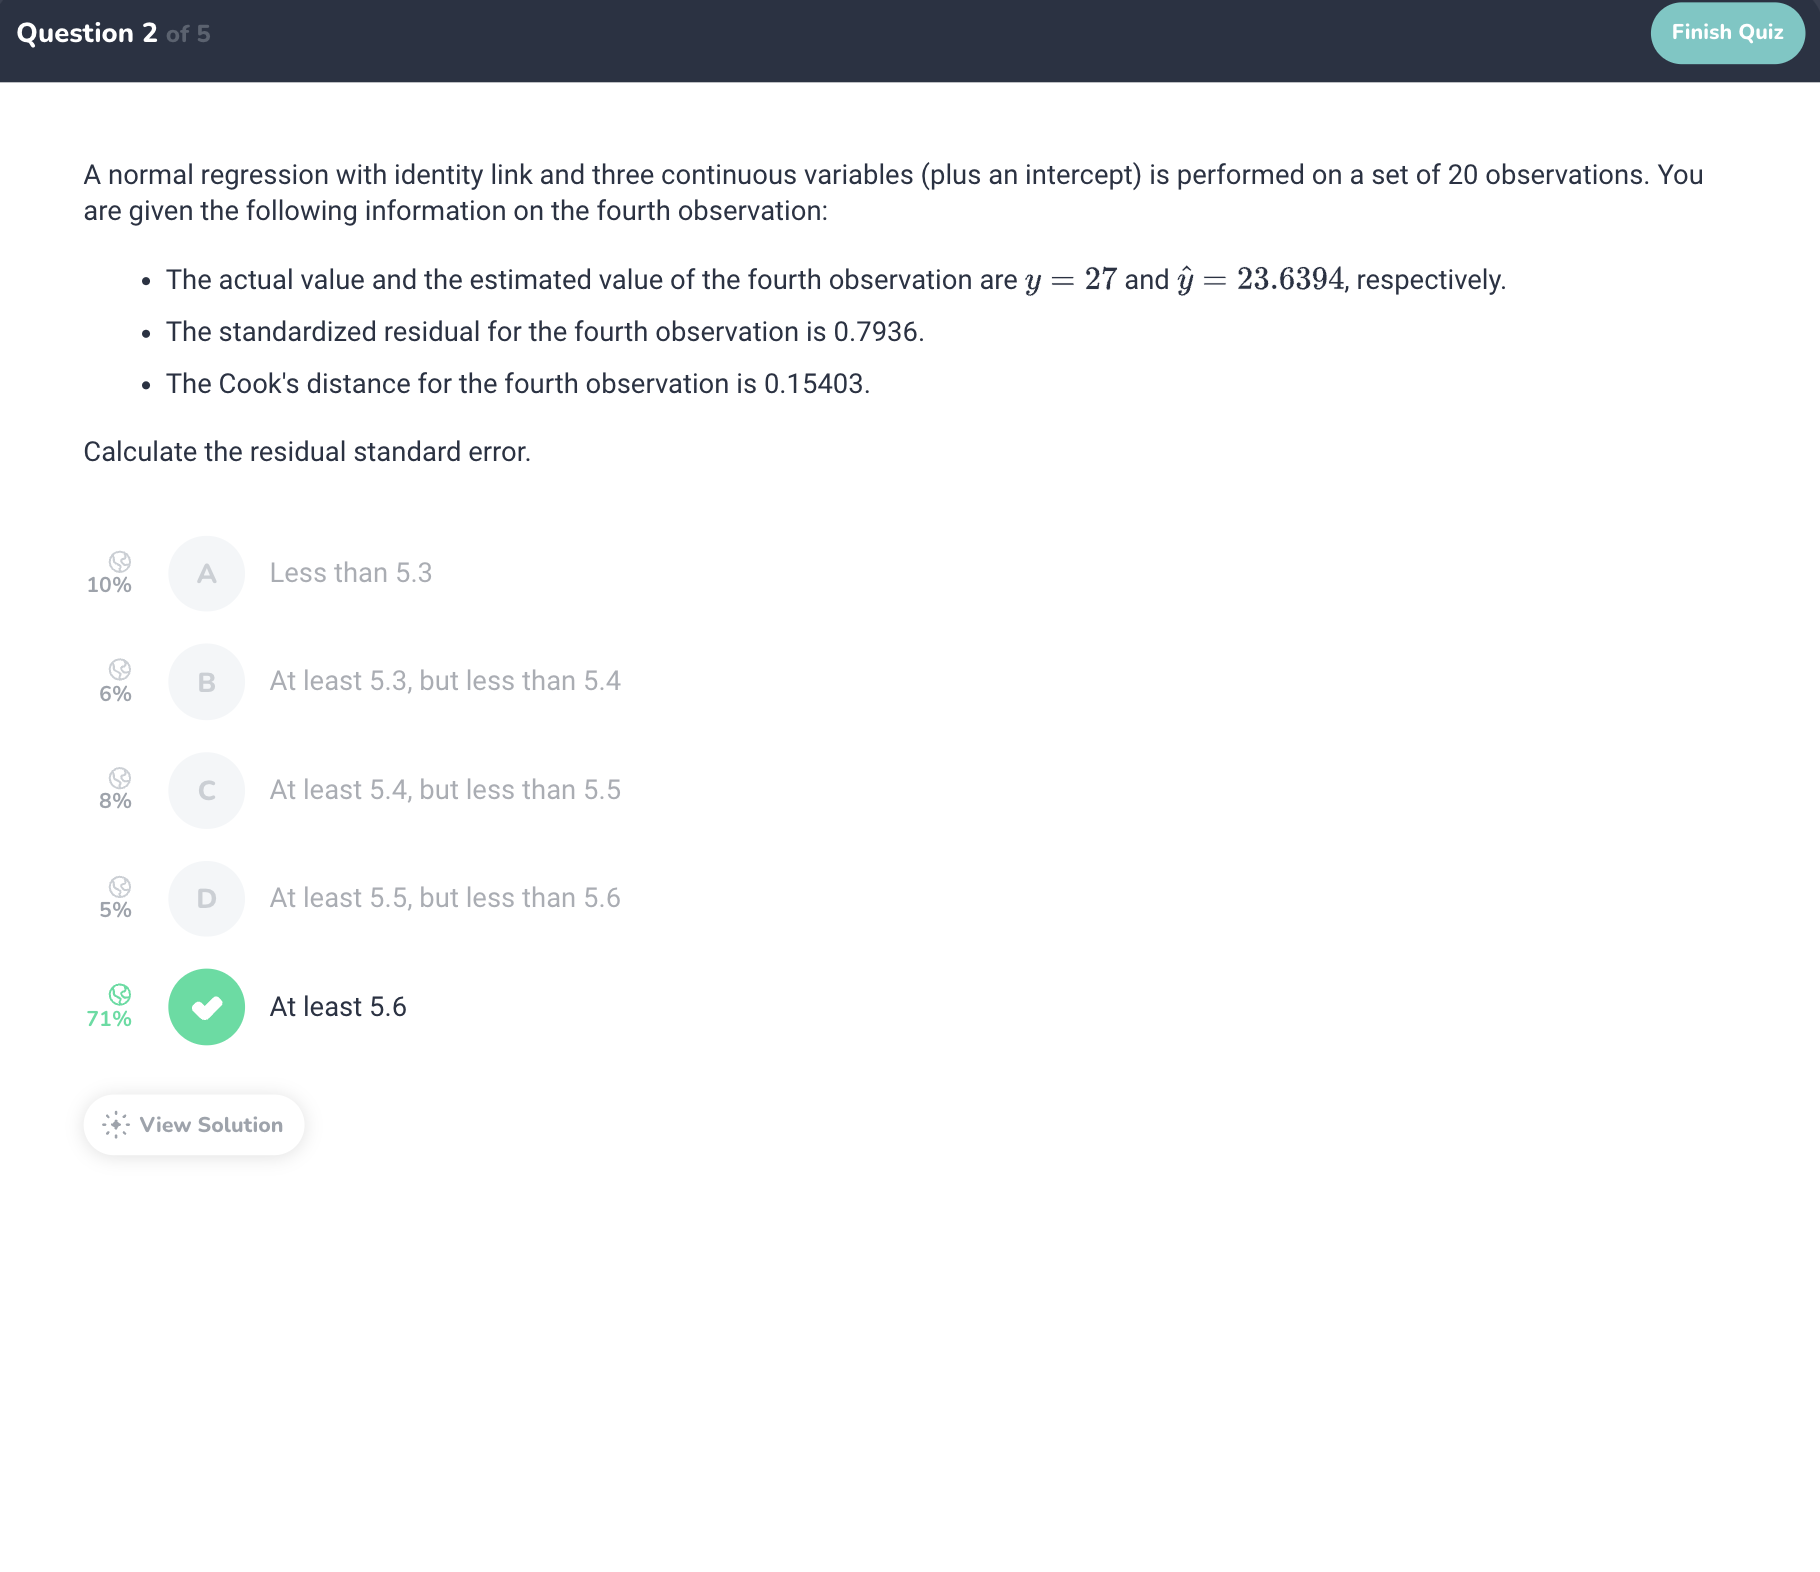 Question 2 of 5
Finish Quiz
A normal regression with identity link and three continuous variables (plus an intercept) is performed on a set of 20 observations. You
are given the following information on the fourth observation:
• The actual value and the estimated value of the fourth observation are y = 27 and ŷ = 23.6394, respectively.
• The standardized residual for the fourth observation is 0.7936.
• The Cook's distance for the fourth observation is 0.15403.
Calculate the residual standard error.
10% A Less than 5.3
6% B At least 5.3, but less than 5.4
8% C At least 5.4, but less than 5.5
5% D At least 5.5, but less than 5.6
71% At least 5.6
View Solution